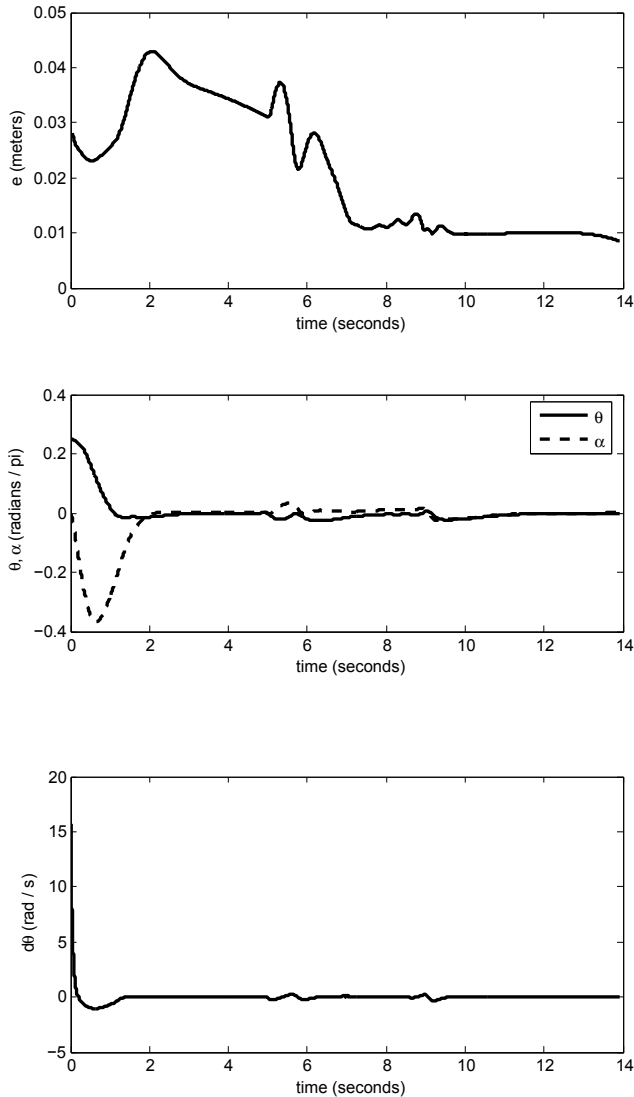 0.05
0.04
0.03
0.02
0.01
0
e (meters)
0 2 4 6 8 10 12 14
time (seconds)
0.4
0.2
0
−0.2
−0.4
θ, α (radians / pi)
θ
α
0 2 4 6 8 10 12 14
time (seconds)
20
15
10
5
0
−5
dθ (rad / s)
0 2 4 6 8 10 12 14
time (seconds)